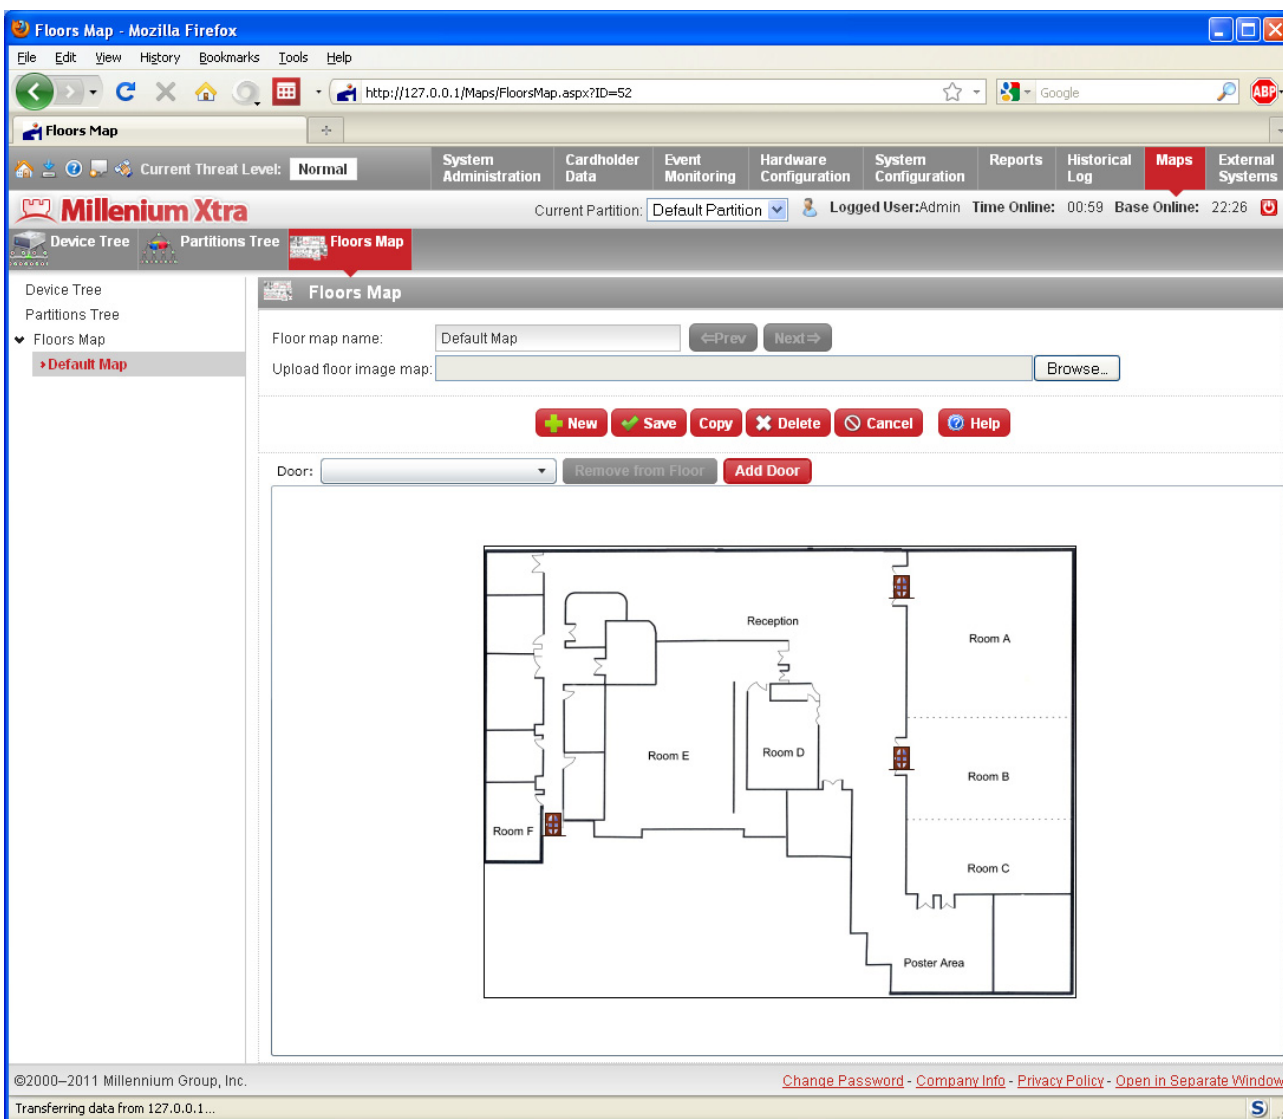 Floors Map - Mozilla Firefox
File Edit View History Bookmarks Tools Help
http://127.0.0.1/Maps/FloorsMap.aspx?ID=52
Google
ABP
Floors Map
Current Threat Level: Normal
System Administration Cardholder Data Event Monitoring Hardware Configuration System Configuration Reports Historical Log Maps External Systems
Millenium Xtra
Current Partition: Default Partition Logged User:Admin Time Online: 00:59 Base Online: 22:26
Device Tree Partitions Tree Floors Map
Device Tree
Partitions Tree
Floors Map
Default Map
Floors Map
Floor map name: Default Map ⇐Prev Next⇒
Upload floor image map: Browse...
New Save Copy Delete Cancel Help
Door: Remove from Floor Add Door
Reception
Room A
Room E
Room D
Room B
Room F
Room C
Poster Area
©2000–2011 Millennium Group, Inc.
Change Password - Company Info - Privacy Policy - Open in Separate Window
Transferring data from 127.0.0.1...
S